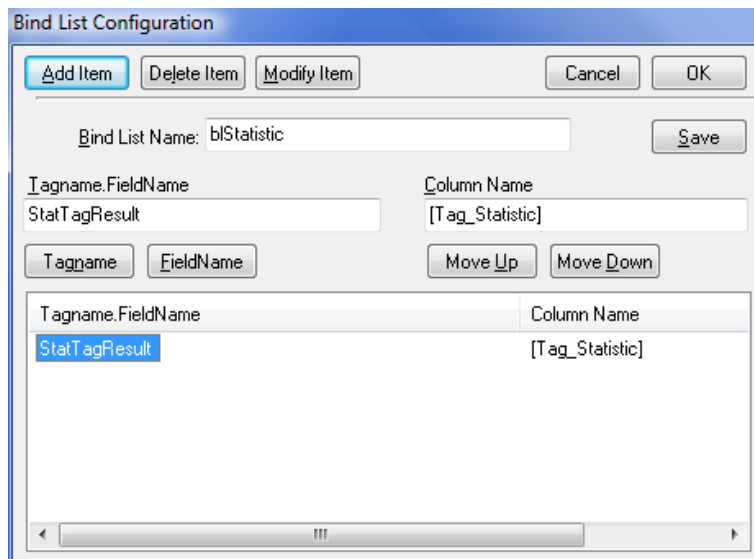 Bind List Configuration
Add Item Delete Item Modify Item Cancel OK
Bind List Name: blStatistic Save
Tagname.FieldName Column Name
StatTagResult [Tag_Statistic]
Tagname FieldName Move Up Move Down
Tagname.FieldName Column Name
StatTagResult [Tag_Statistic]